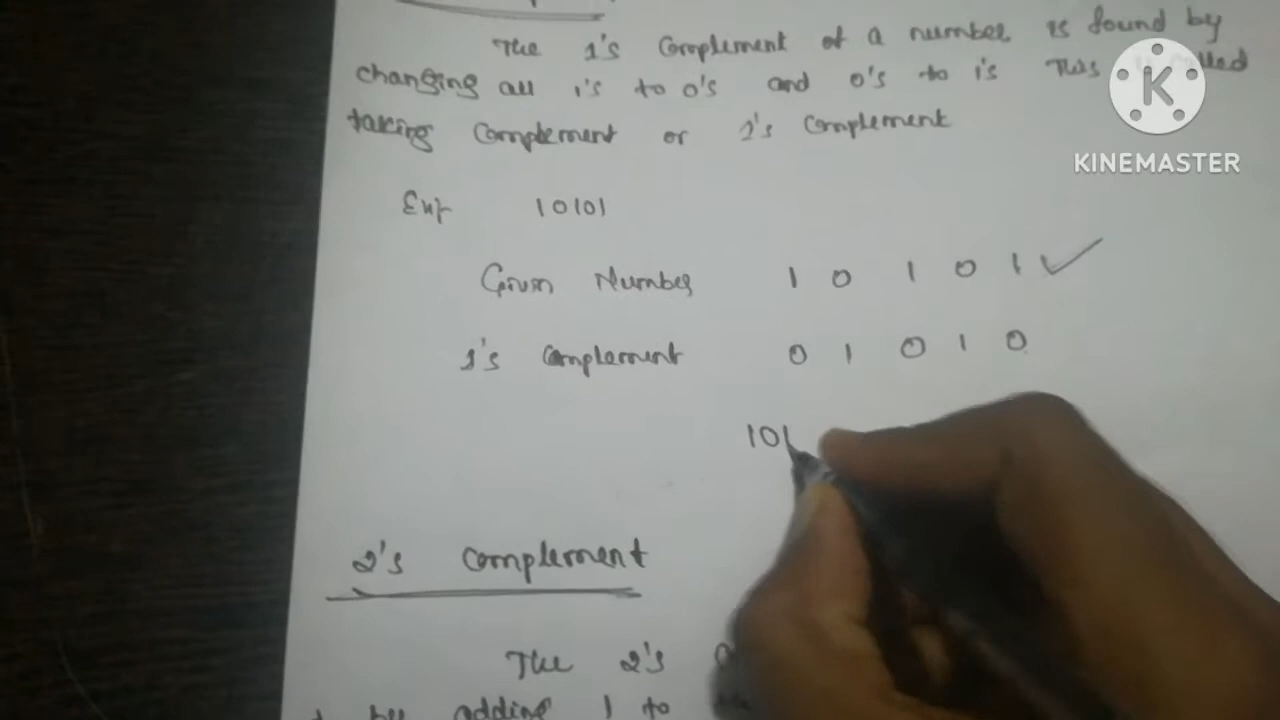 The 1's Complement of a number is found by
changing all 1's to 0's and 0's to 1's This
taking Complement or 1's Complement
KINEMASTER
Exp 10101
Given Number 1 0 1 0 1
1's Complement 0 1 0 1 0
101
2's complement
The 2's
by adding 1 to